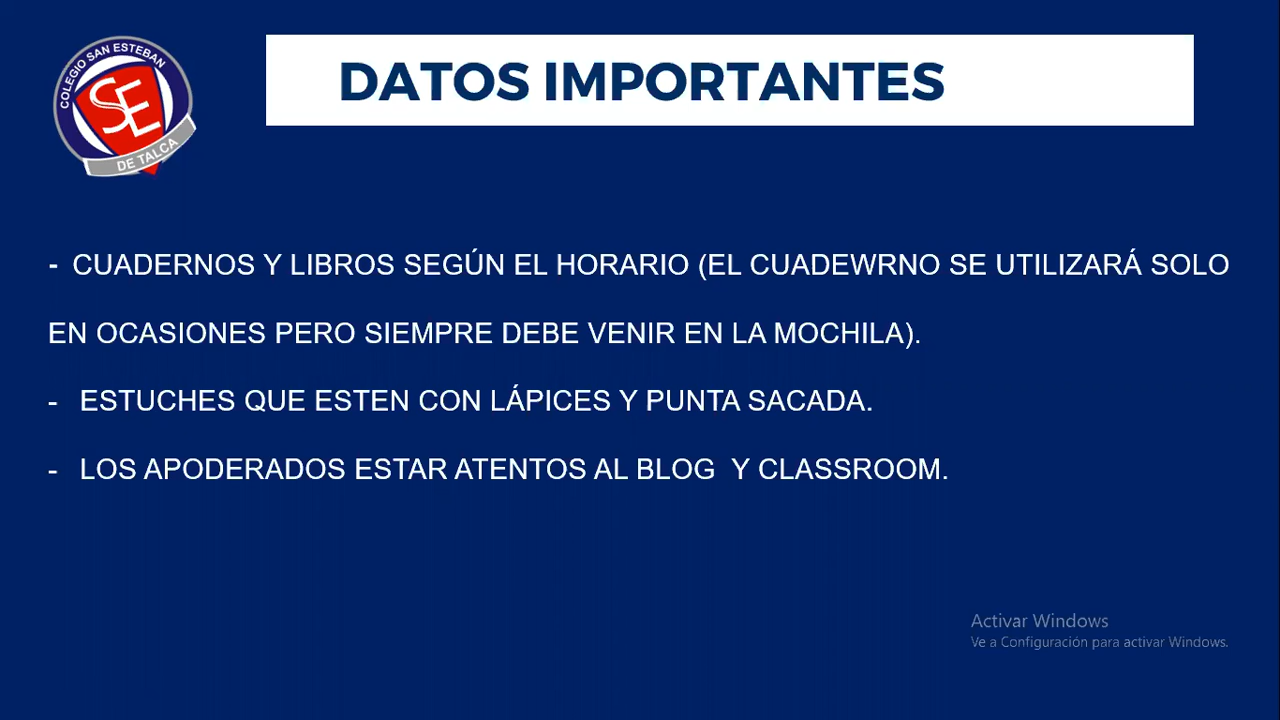 COLEGIO SAN ESTEBAN
SE
DE TALCA
DATOS IMPORTANTES
- CUADERNOS Y LIBROS SEGÚN EL HORARIO (EL CUADEWRNO SE UTILIZARÁ SOLO
EN OCASIONES PERO SIEMPRE DEBE VENIR EN LA MOCHILA).
- ESTUCHES QUE ESTEN CON LÁPICES Y PUNTA SACADA.
- LOS APODERADOS ESTAR ATENTOS AL BLOG Y CLASSROOM.
Activar Windows
Ve a Configuración para activar Windows.